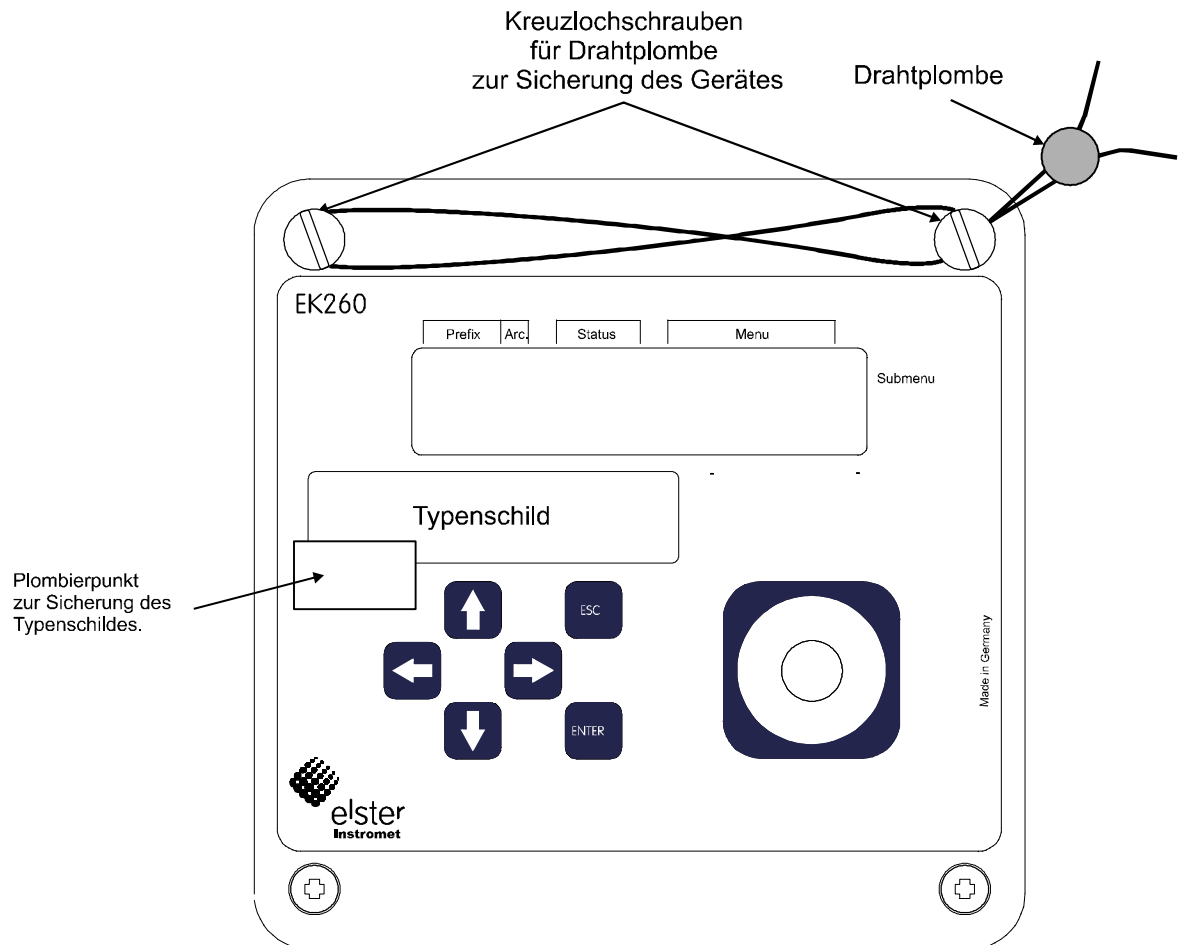 Kreuzlochschrauben
für Drahtplombe
zur Sicherung des Gerätes
Drahtplombe
EK260
Prefix Arc. Status Menu
Submenu
Typenschild
Plombierpunkt
zur Sicherung des
Typenschildes.
ESC
ENTER
Made in Germany
elster
Instromet